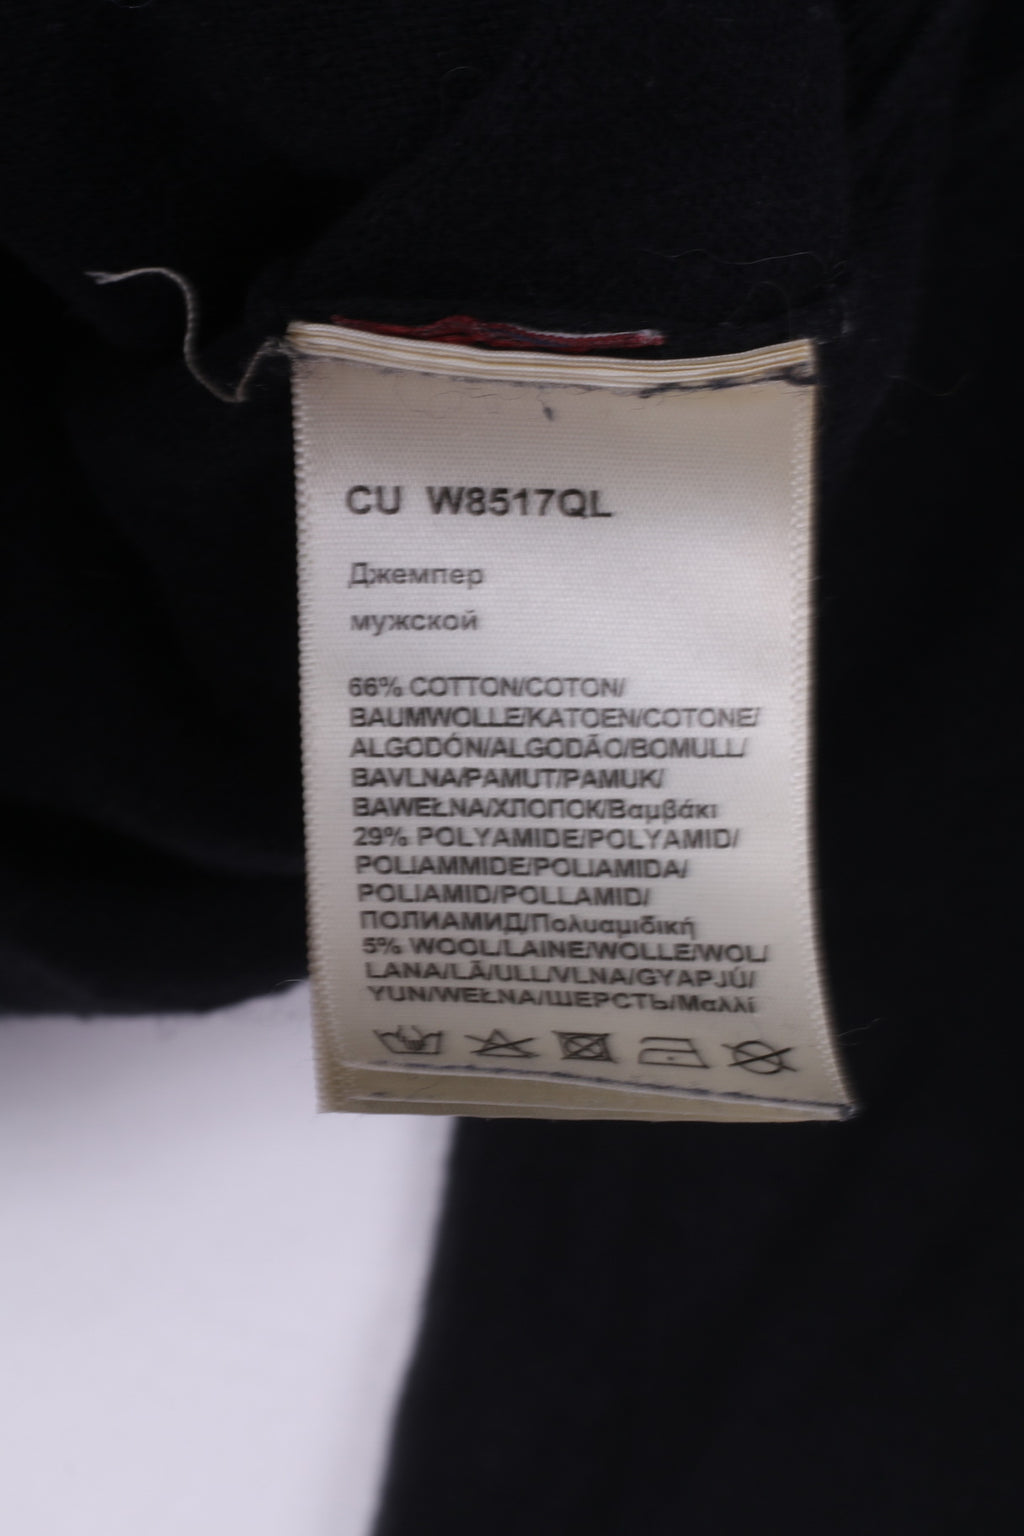 CU W8517QL
Джемпер
мужской
66% COTTON/COTON/
BAUMWOLLE/KATOEN/COTONE/
ALGODÓN/ALGODÃO/BOMULL/
BAVLNA/PAMUT/PAMUK/
BAWEŁNA/ХЛОПОК/Βαμβάκι
29% POLYAMIDE/POLYAMID/
POLIAMMIDE/POLIAMIDA/
POLIAMID/POLLAMID/
ПОЛИАМИД/Πολυαμιδική
5% WOOL/LAINE/WOLLE/WOL/
LANA/LÃ/ULL/VLNA/GYAPJÚ/
YUN/WEŁNA/ШЕРСТЬ/Μαλλί